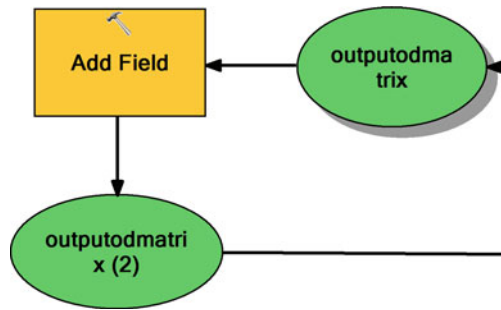 Add Field
outputodma
trix
outputodmatri
x (2)